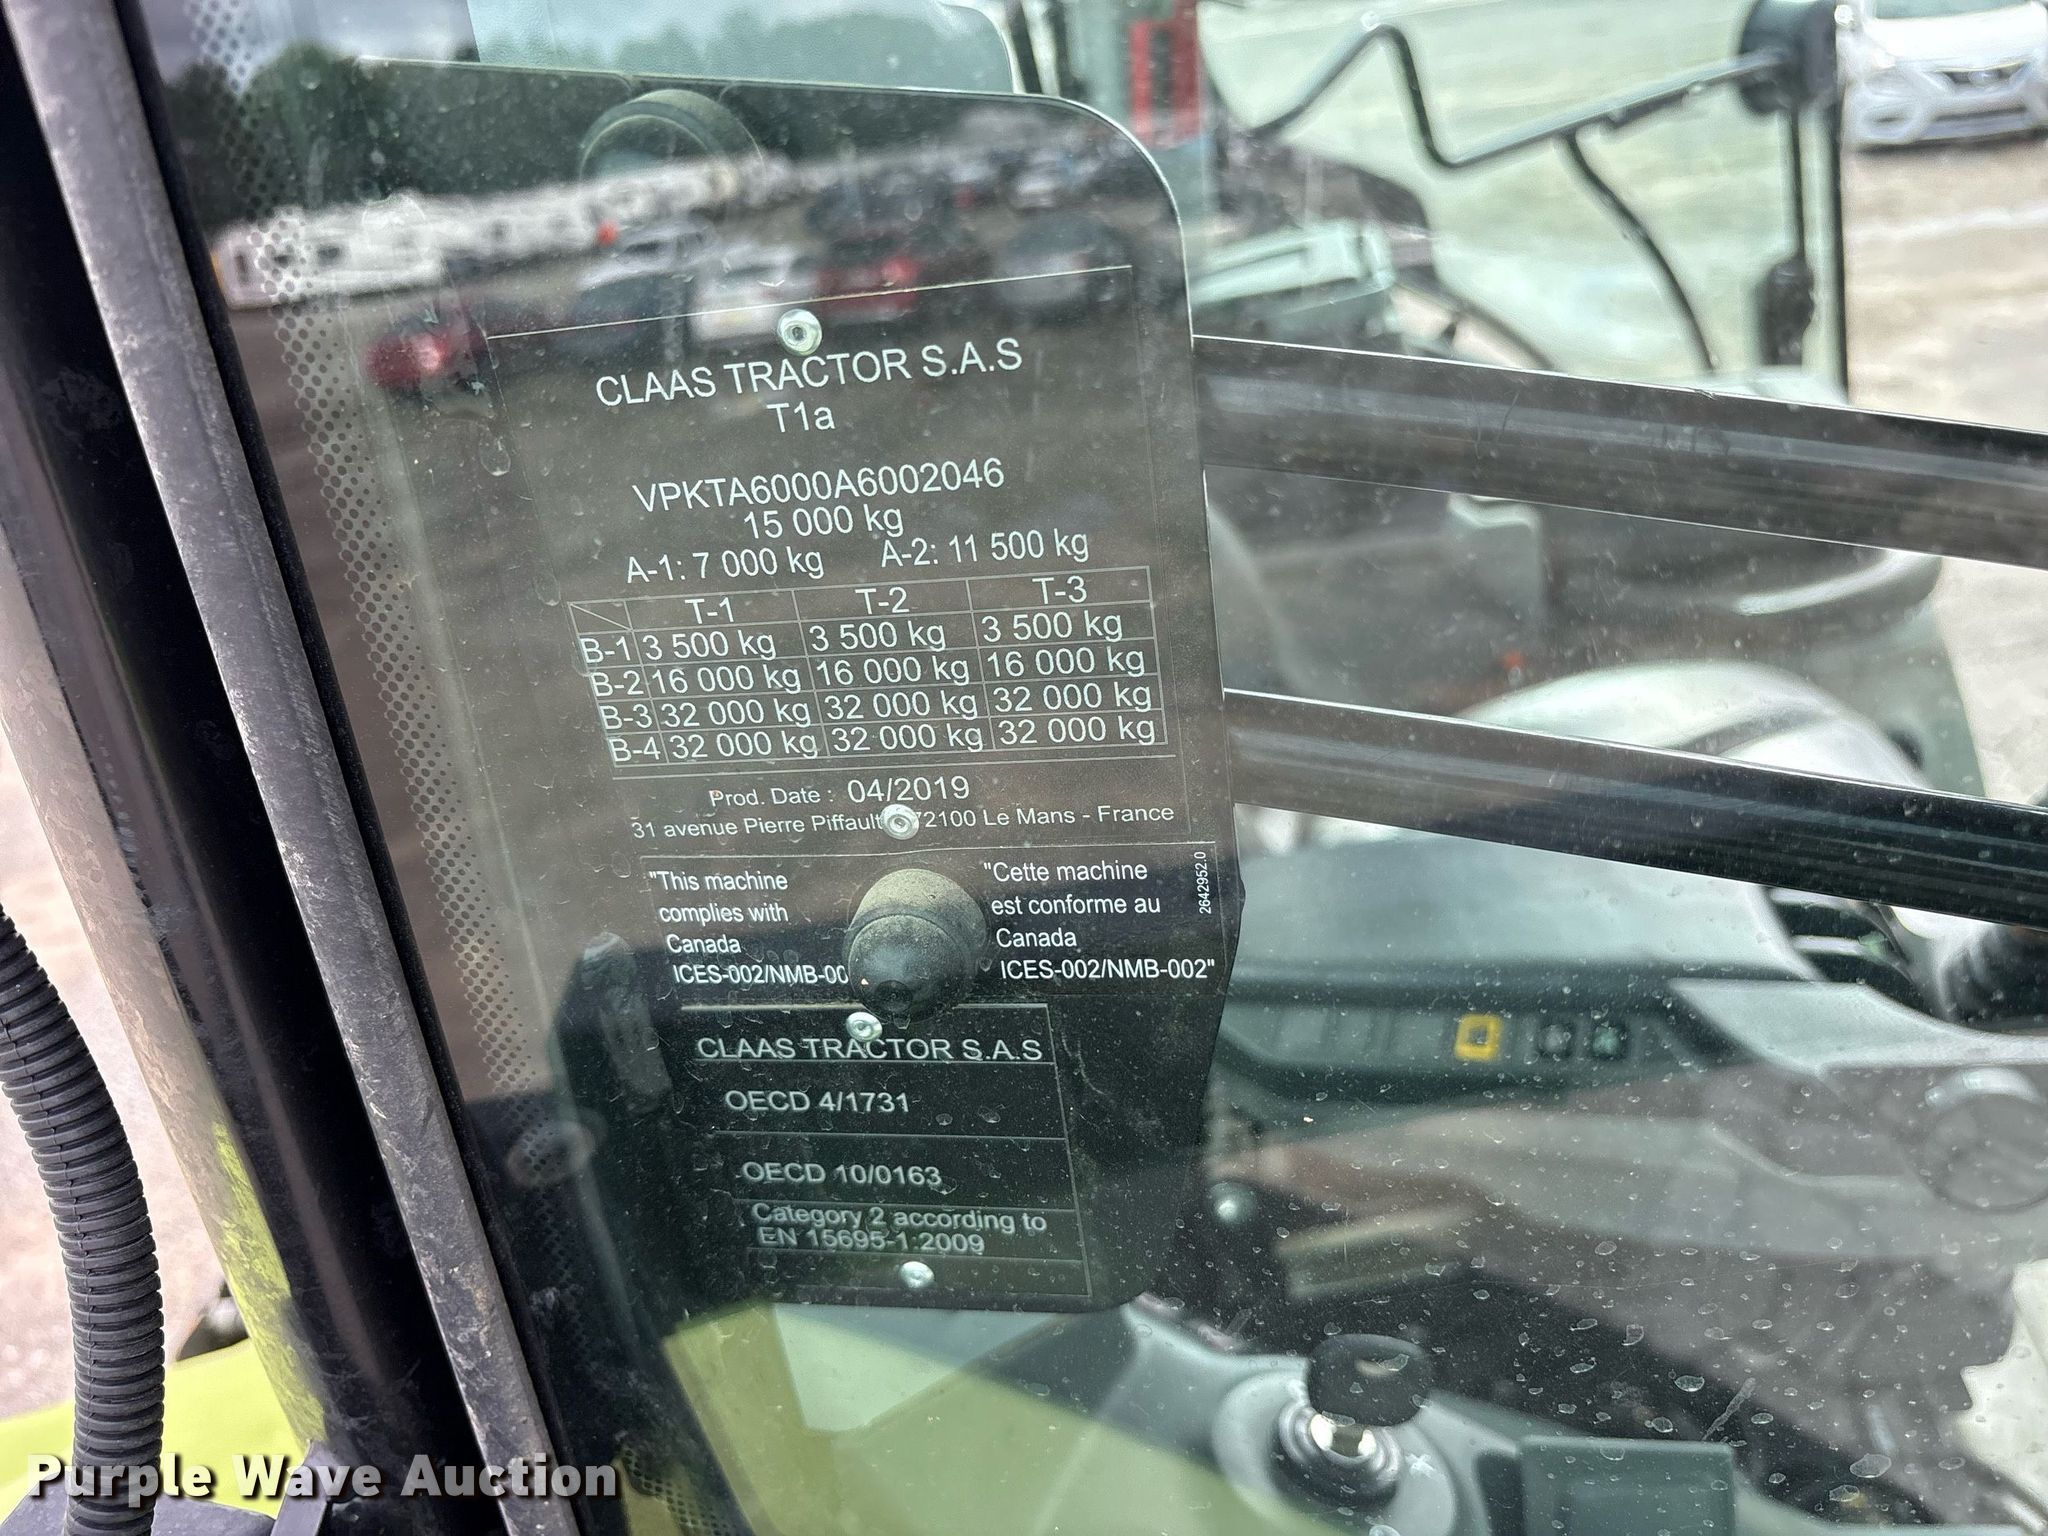 CLAAS TRACTOR S.A.S
T1a
VPKTA6000A6002046
15 000 kg
A-1: 7 000 kg A-2: 11 500 kg
T-1 T-2 T-3
B-1 3 500 kg 3 500 kg 3 500 kg
B-2 16 000 kg 16 000 kg 16 000 kg
B-3 32 000 kg 32 000 kg 32 000 kg
B-4 32 000 kg 32 000 kg 32 000 kg
Prod. Date : 04/2019
31 avenue Pierre Piffault 72100 Le Mans - France
"This machine
complies with
Canada
ICES-002/NMB-00
"Cette machine
est conforme au
Canada
ICES-002/NMB-002"
2642952.0
CLAAS TRACTOR S.A.S
OECD 4/1731
OECD 10/0163
Category 2 according to
EN 15695-1:2009
Purple Wave Auction